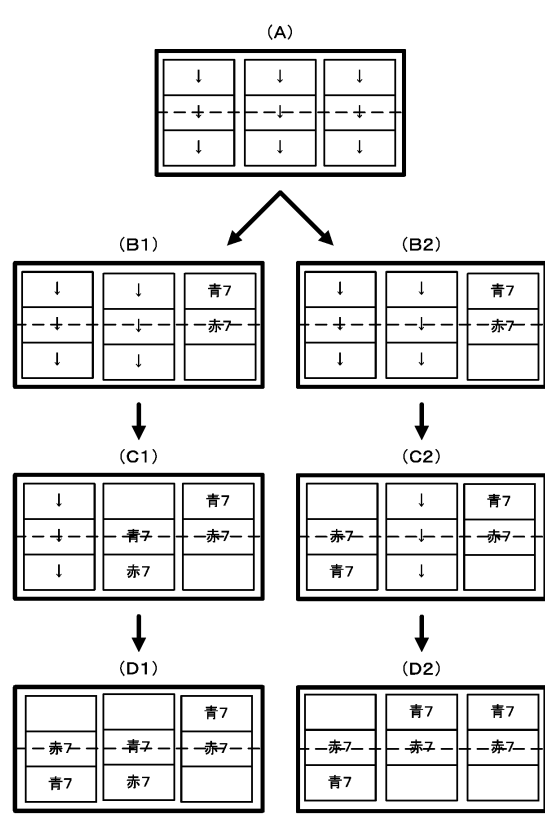 (A)
↓ ↓ ↓
↓ ↓ ↓
↓ ↓ ↓
(B1)
↓ ↓ 青7
↓ ↓ 赤7
↓ ↓
(B2)
↓ ↓ 青7
↓ ↓ 赤7
↓ ↓
(C1)
↓ 青7
↓ 青7 赤7
↓ 赤7
(C2)
↓ 青7
赤7 ↓ 赤7
青7 ↓
(D1)
青7
赤7 青7 赤7
青7 赤7
(D2)
青7 青7
赤7 赤7 赤7
青7